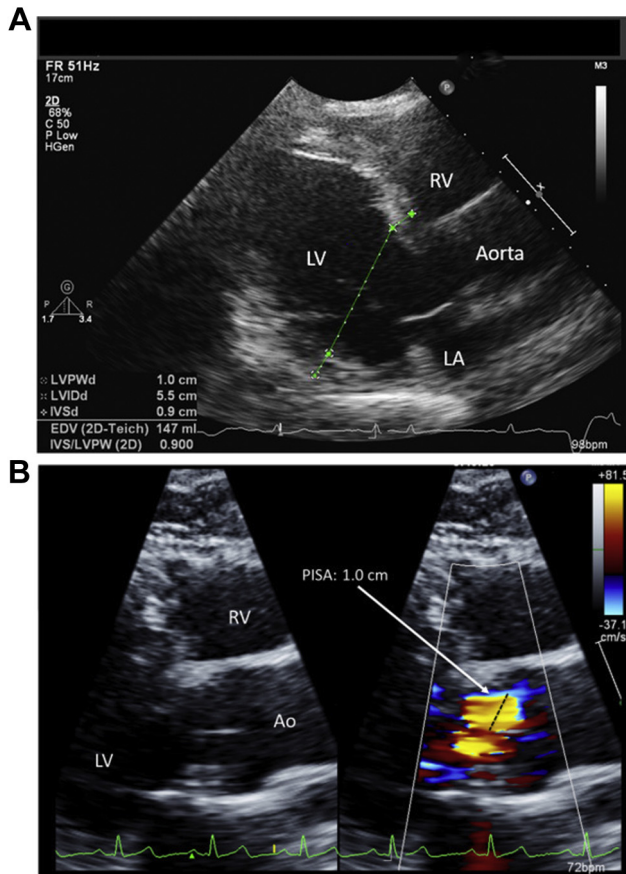 A
FR 51Hz
17cm
2D
68%
C 50
P Low
HGen
M3
P
RV
LV
Aorta
LA
G
P R
1.7 3.4
LVPWd 1.0 cm
LVIDd 5.5 cm
IVSd 0.9 cm
EDV (2D-Teich) 147 ml
IVS/LVPW (2D) 0.900
98bpm
B
P
+81.5
PISA: 1.0 cm
RV
-37.1
cm/s
Ao
LV
72bpm